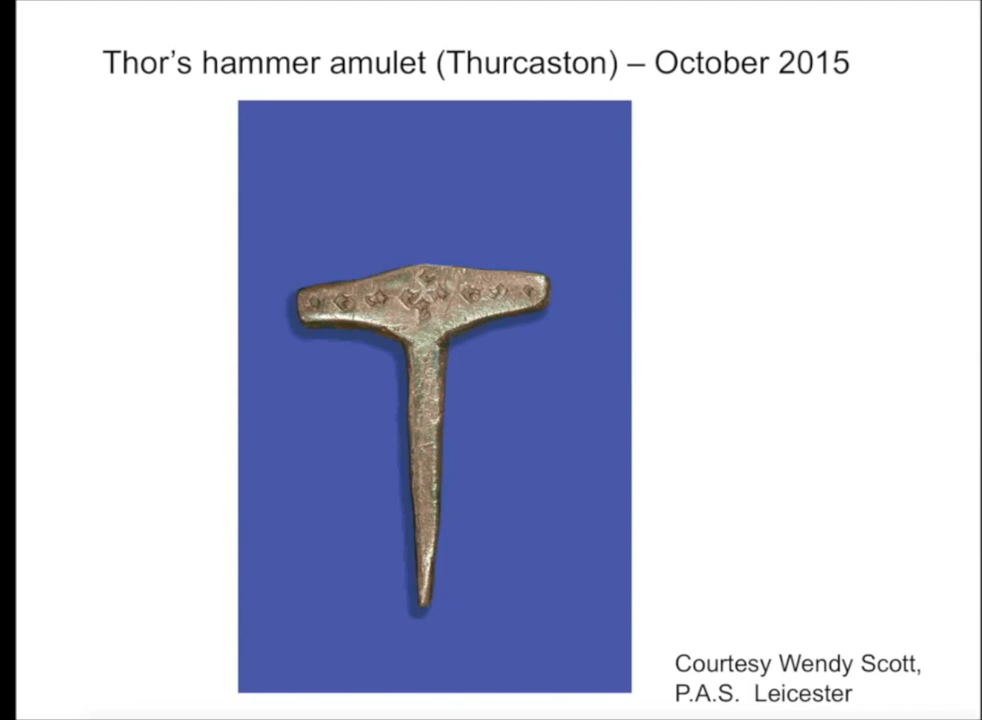 Thor’s hammer amulet (Thurcaston) – October 2015
Courtesy Wendy Scott,
P.A.S. Leicester